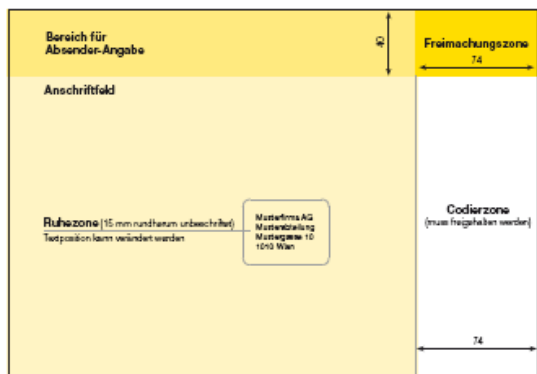 Bereich für
Absender-Angabe
40
Freimachungszone
74
Anschriftfeld
Ruhezone (15 mm rundherum unbeschriftet)
Textposition kann verändert werden
Musterfirma AG
Musterabteilung
Mustergasse 10
1010 Wien
Codierzone
(muss freigehalten werden)
74